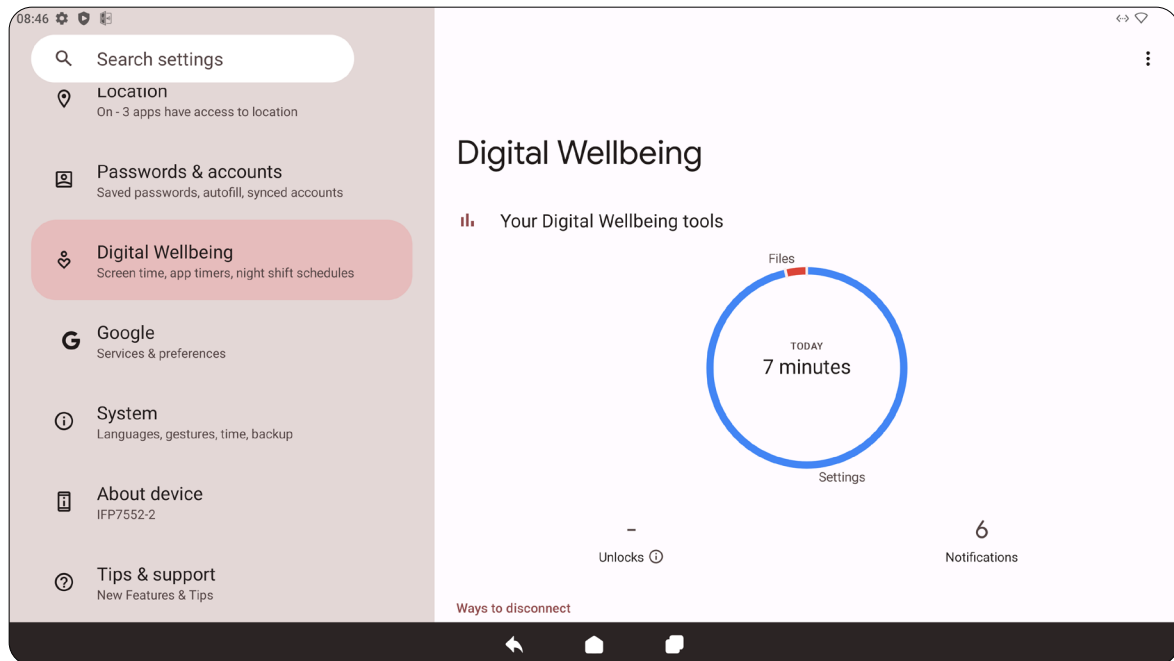 08:46
Search settings
Location
On - 3 apps have access to location
Passwords & accounts
Saved passwords, autofill, synced accounts
Digital Wellbeing
Screen time, app timers, night shift schedules
Google
Services & preferences
System
Languages, gestures, time, backup
About device
IFP7552-2
Tips & support
New Features & Tips
Digital Wellbeing
Your Digital Wellbeing tools
Files
TODAY
7 minutes
Settings
-
Unlocks
6
Notifications
Ways to disconnect